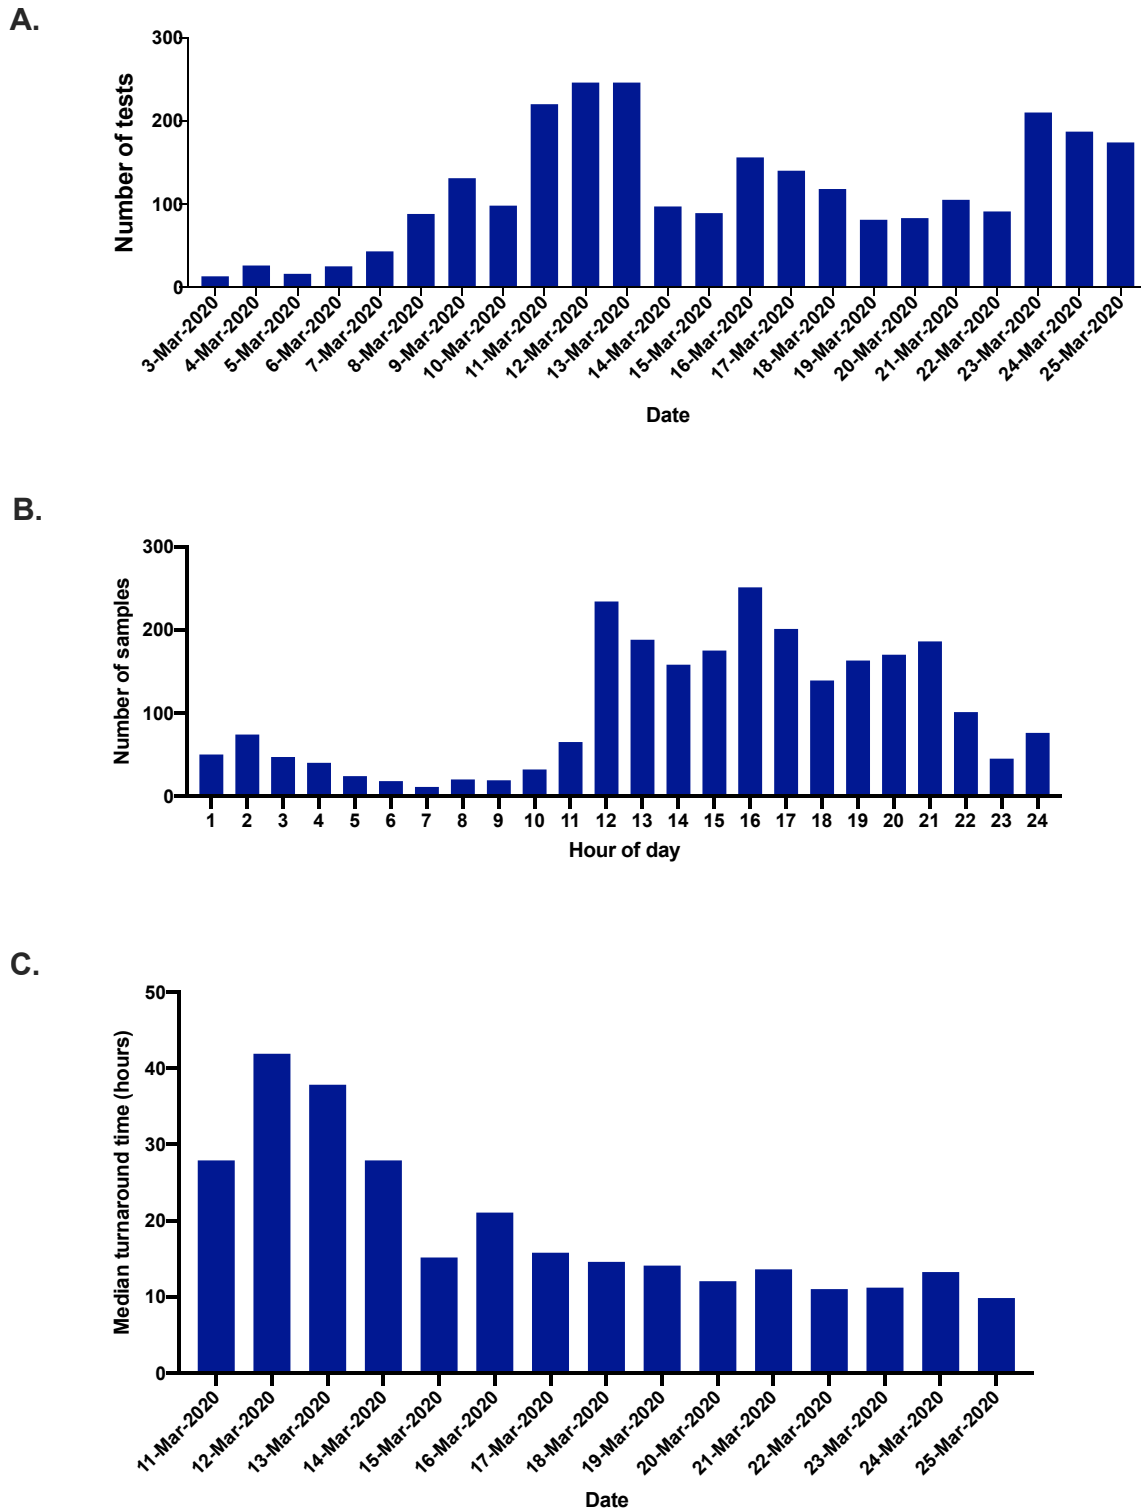 A.
300
200
100
0
Number of tests
3-Mar-2020
4-Mar-2020
5-Mar-2020
6-Mar-2020
7-Mar-2020
8-Mar-2020
9-Mar-2020
10-Mar-2020
11-Mar-2020
12-Mar-2020
13-Mar-2020
14-Mar-2020
15-Mar-2020
16-Mar-2020
17-Mar-2020
18-Mar-2020
19-Mar-2020
20-Mar-2020
21-Mar-2020
22-Mar-2020
23-Mar-2020
24-Mar-2020
25-Mar-2020
Date
B.
300
200
100
0
Number of samples
1 2 3 4 5 6 7 8 9 10 11 12 13 14 15 16 17 18 19 20 21 22 23 24
Hour of day
C.
50
40
30
20
10
0
Median turnaround time (hours)
11-Mar-2020
12-Mar-2020
13-Mar-2020
14-Mar-2020
15-Mar-2020
16-Mar-2020
17-Mar-2020
18-Mar-2020
19-Mar-2020
20-Mar-2020
21-Mar-2020
22-Mar-2020
23-Mar-2020
24-Mar-2020
25-Mar-2020
Date